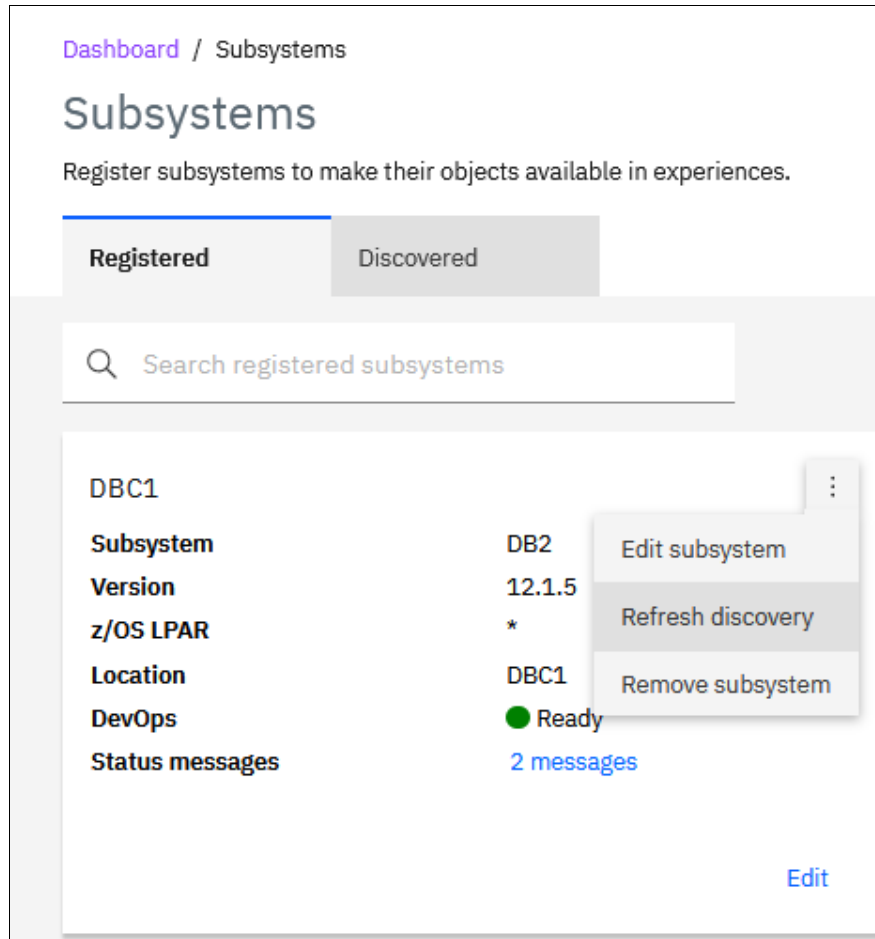 Dashboard / Subsystems
Subsystems
Register subsystems to make their objects available in experiences.
Registered Discovered
Search registered subsystems
DBC1
Subsystem DB2 Edit subsystem
Version 12.1.5
z/OS LPAR * Refresh discovery
Location DBC1 Remove subsystem
DevOps Ready
Status messages 2 messages
Edit